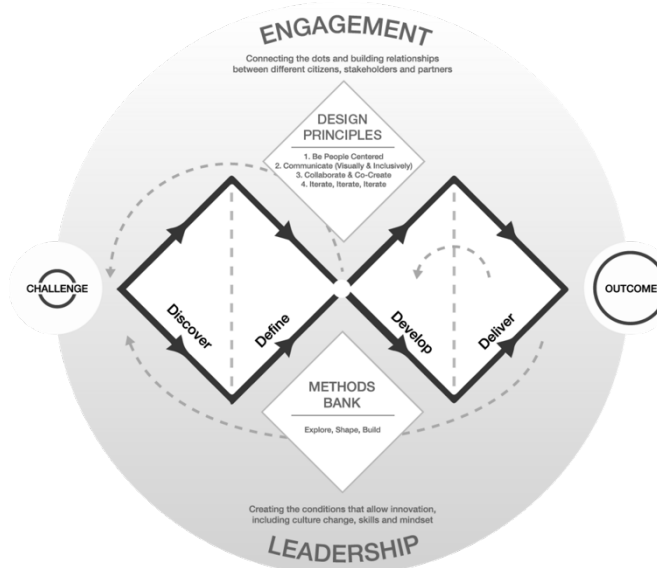 ENGAGEMENT
Connecting the dots and building relationships
between different citizens, stakeholders and partners
DESIGN
PRINCIPLES
1. Be People Centered
2. Communicate (Visually & Inclusively)
3. Collaborate & Co-Create
4. Iterate, Iterate, Iterate
CHALLENGE
OUTCOME
Discover
Define
Develop
Deliver
METHODS
BANK
Explore, Shape, Build
Creating the conditions that allow innovation,
including culture change, skills and mindset
LEADERSHIP